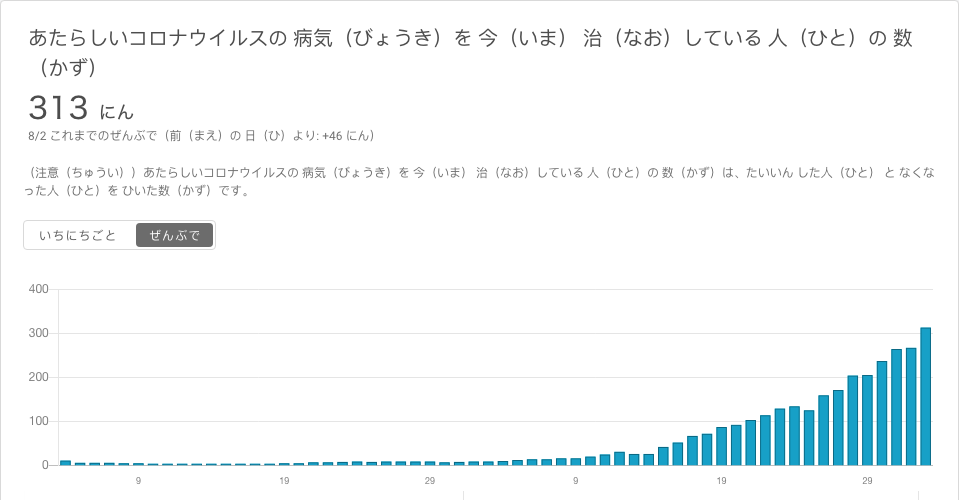 あたらしいコロナウイルスの 病気（びょうき）を 今（いま） 治（なお）している 人（ひと）の 数
（かず）
313 にん
8/2 これまでのぜんぶで（前（まえ）の 日（ひ）より: +46 にん）
（注意（ちゅうい））あたらしいコロナウイルスの 病気（びょうき）を 今（いま） 治（なお）している 人（ひと）の 数（かず）は、たいいん した人（ひと） と なくな
った人（ひと）を ひいた数（かず）です。
いちにちごと ぜんぶで
400
300
200
100
0
9 19 29 9 19 29